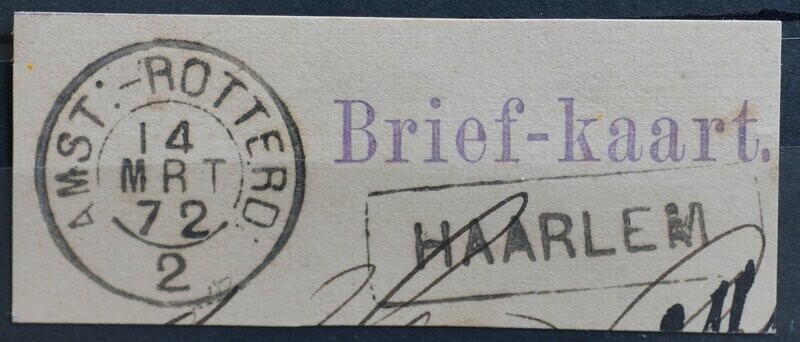 AMST:-ROTTERD:
14
MRT
72
2
Brief-kaart.
HAARLEM